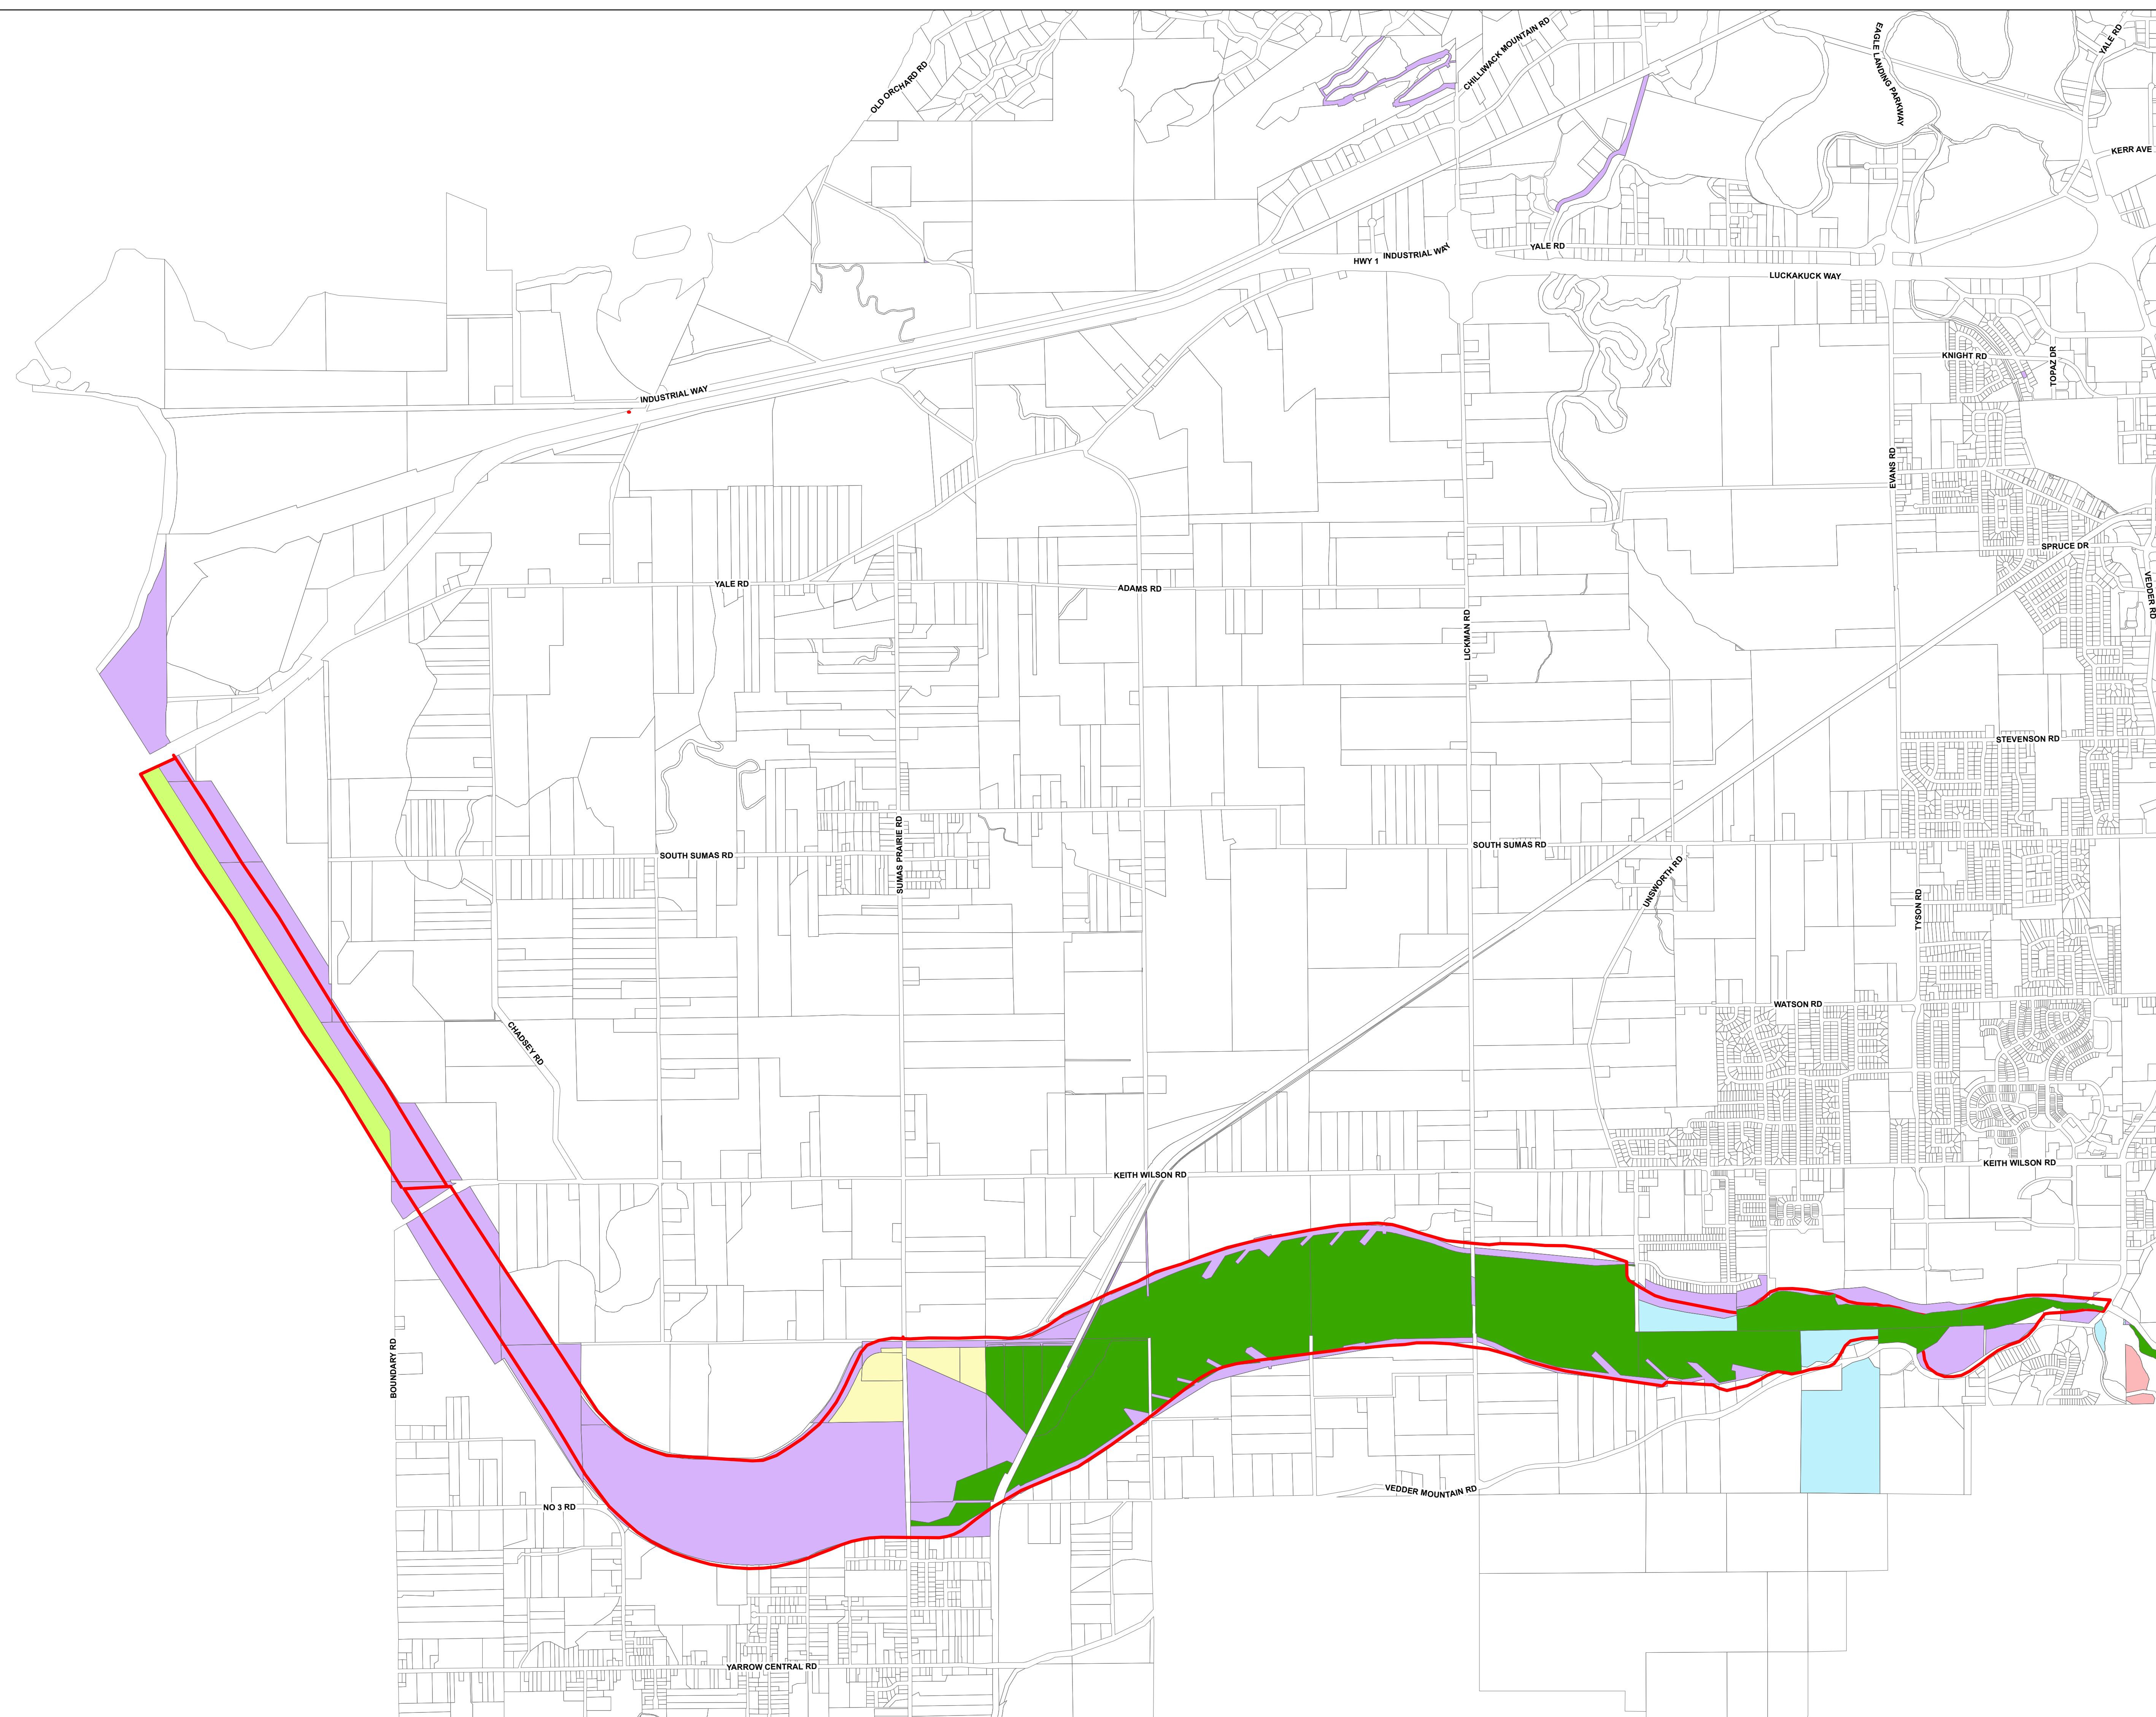 YALE RD
CHILLIWACK MOUNTAIN RD
EAGLE LANDING PARKWAY
OLD ORCHARD RD
KERR AVE
YALE RD
INDUSTRIAL WAY
HWY 1
LUCKAKUCK WAY
KNIGHT RD
TOPAZ DR
INDUSTRIAL WAY
EVANS RD
SPRUCE DR
VEDDER RD
YALE RD
ADAMS RD
LICKMAN RD
STEVENSON RD
SOUTH SUMAS RD
SUMAS PRAIRIE RD
SOUTH SUMAS RD
UNSWORTH RD
TYSON RD
WATSON RD
CHADSEY RD
KEITH WILSON RD
KEITH WILSON RD
BOUNDARY RD
VEDDER MOUNTAIN RD
NO 3 RD
YARROW CENTRAL RD